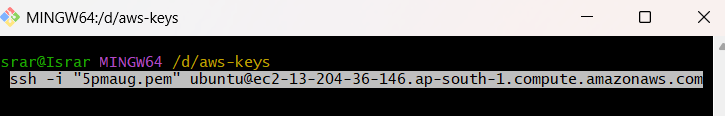 MINGW64:/d/aws-keys
srar@Israr MINGW64 /d/aws-keys
ssh -i "5pmaug.pem" ubuntu@ec2-13-204-36-146.ap-south-1.compute.amazonaws.com